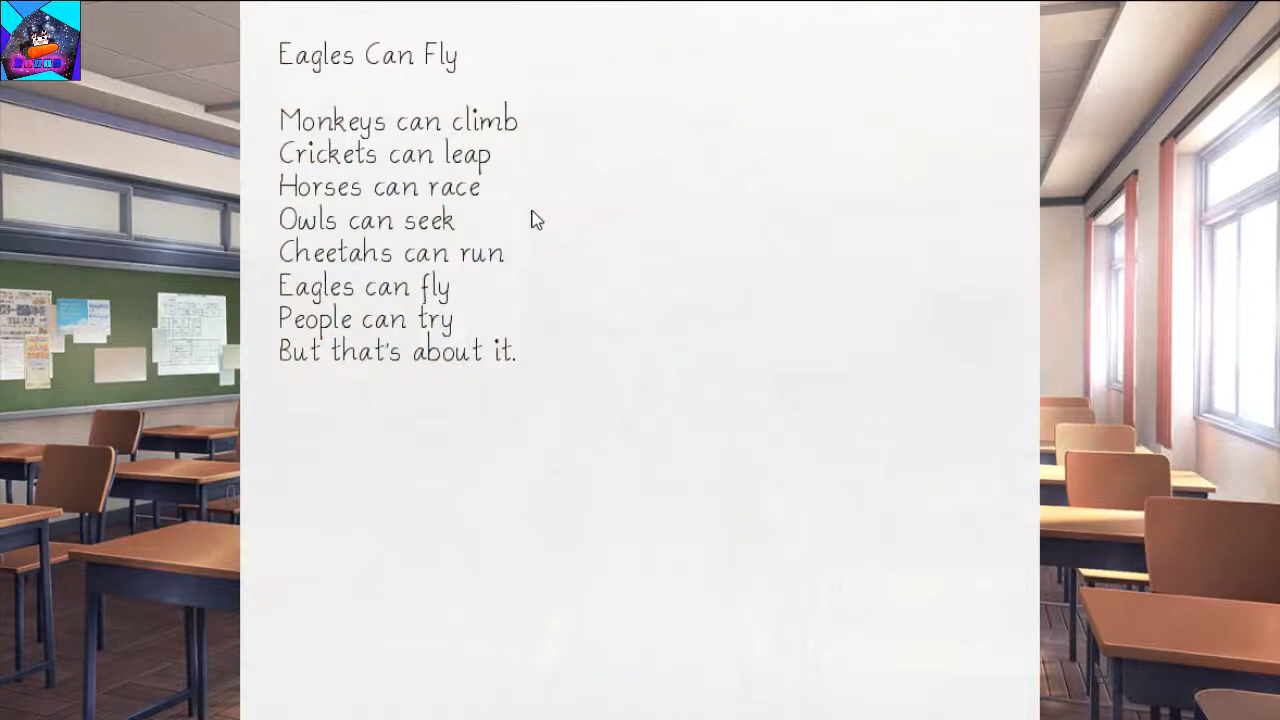 Eagles Can Fly
Monkeys can climb
Crickets can leap
Horses can race
Owls can seek
Cheetahs can run
Eagles can fly
People can try
But that's about it.